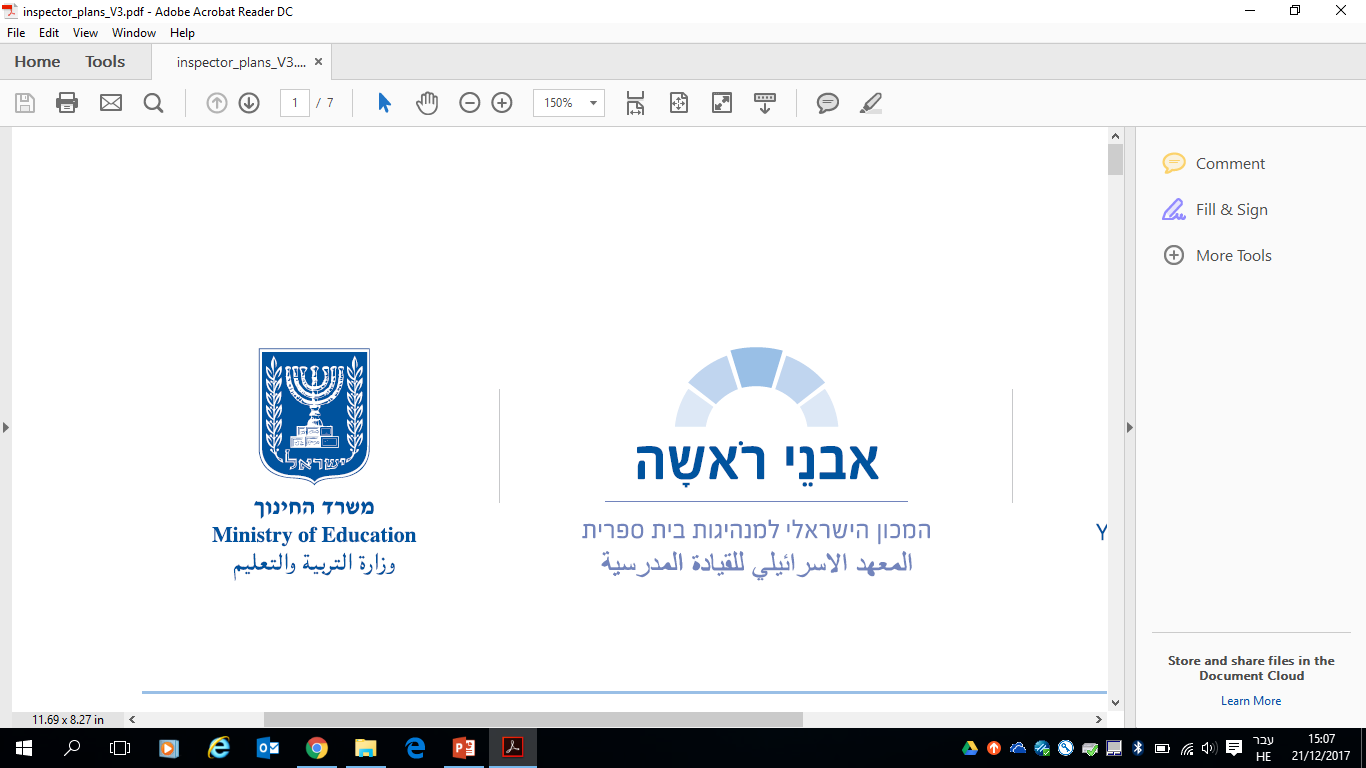 inspector_plans_V3.pdf - Adobe Acrobat Reader DC
File Edit View Window Help
Home Tools inspector_plans_V3.... ×
1 / 7 150%
Comment
Fill & Sign
More Tools
ישראל
משרד החינוך
Ministry of Education
وزارة التربية والتعليم
אבנֵי רֹאשָה
המכון הישראלי למנהיגות בית ספרית
المعهد الاسرائيلي للقيادة المدرسية
Y
Store and share files in the
Document Cloud
Learn More
11.69 x 8.27 in
עבר 15:07
HE 21/12/2017